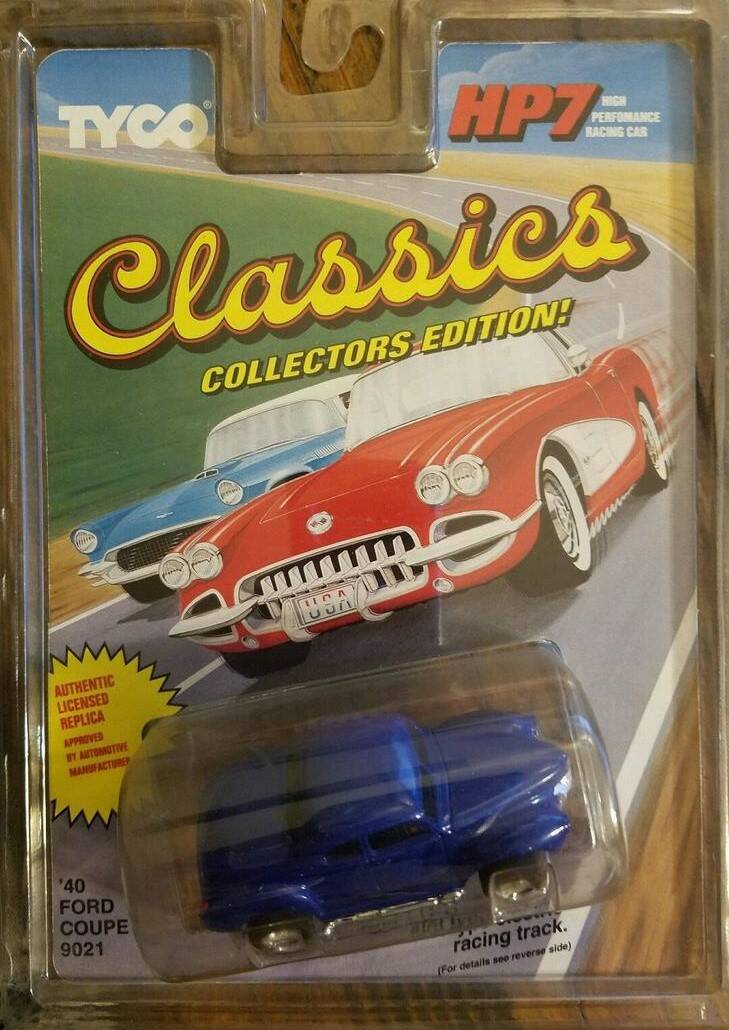 TYCO®
HP7
HIGH
PERFOMANCE
RACING CAR
Classics
COLLECTORS EDITION!
USA
AUTHENTIC
LICENSED
REPLICA
APPROVED
BY AUTOMOTIVE
MANUFACTURER
'40
FORD
COUPE
9021
racing track.
(For details see reverse side)